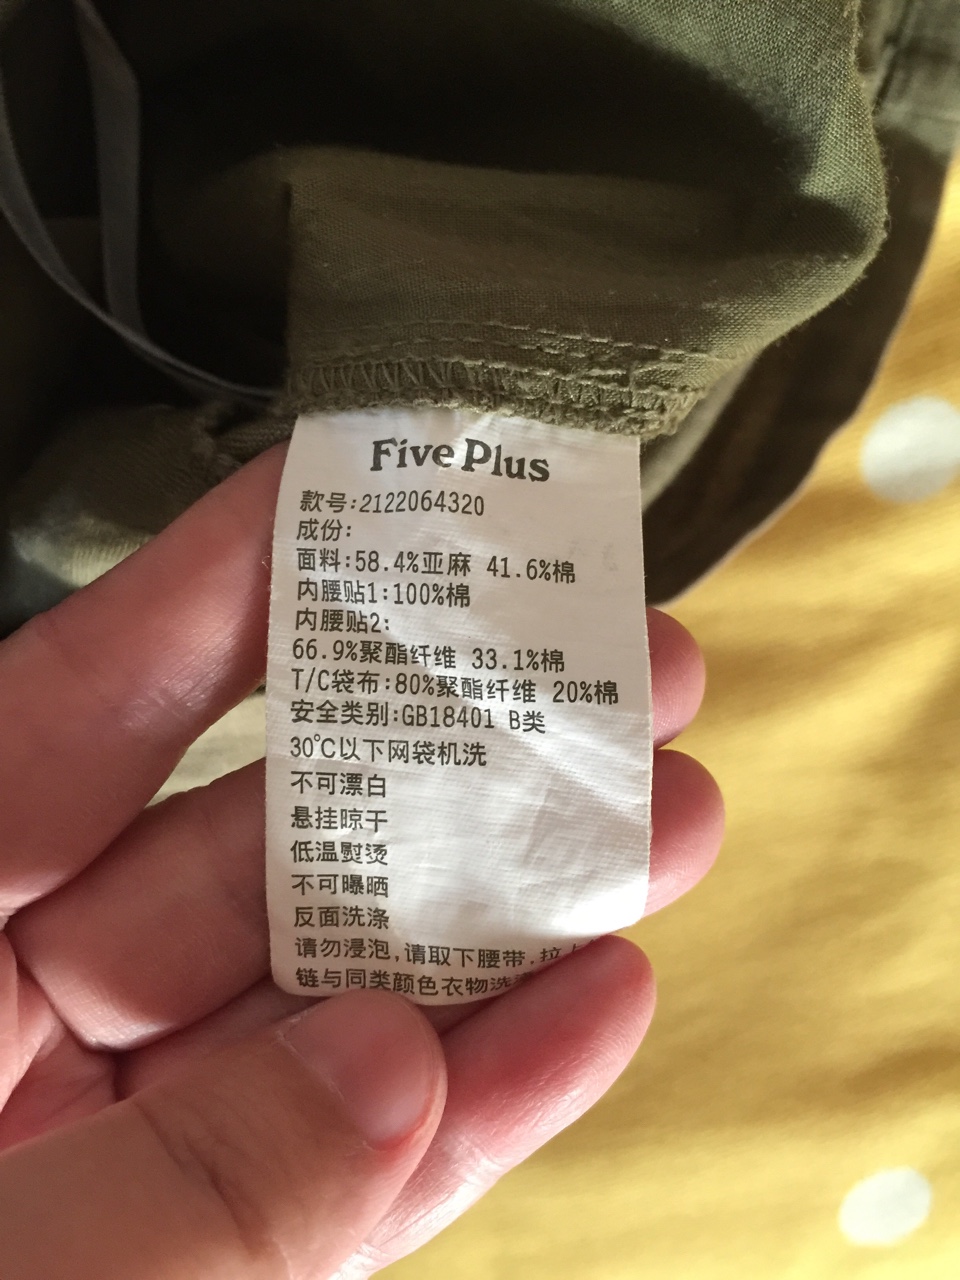 Five Plus
款号:2122064320
成份:
面料:58.4%亚麻 41.6%棉
内腰贴1:100%棉
内腰贴2:
66.9%聚酯纤维 33.1%棉
T/C袋布:80%聚酯纤维 20%棉
安全类别:GB18401 B类
30℃以下网袋机洗
不可漂白
悬挂晾干
低温熨烫
不可曝晒
反面洗涤
请勿浸泡,请取下腰带,拉
链与同类颜色衣物洗